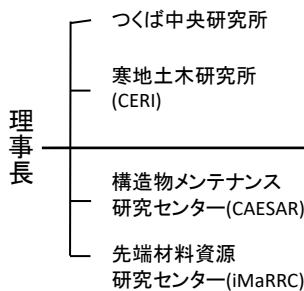 理事長
つくば中央研究所
寒地土木研究所
(CERI)
構造物メンテナンス
研究センター(CAESAR)
先端材料資源
研究センター(iMaRRC)